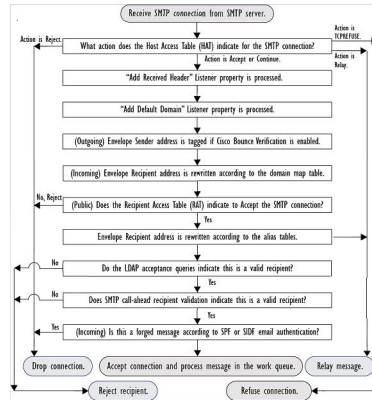 Receive SMTP connection from SMTP server.
Action is Reject.
What action does the Host Access Table (HAT) indicate for the SMTP connection?
Action is
TCPREFUSE.
Action is
Relay.
Action is Accept or Continue.
“Add Received Header” Listener property is processed.
“Add Default Domain” Listener property is processed.
(Outgoing) Envelope Sender address is tagged if Cisco Bounce Verification is enabled.
(Incoming) Envelope Recipient address is rewritten according to the domain map table.
No, Reject
(Public) Does the Recipient Access Table (RAT) indicate to Accept the SMTP connection?
Yes
Envelope Recipient address is rewritten according to the alias tables.
No
Do the LDAP acceptance queries indicate this is a valid recipient?
Yes
No
Does SMTP call-ahead recipient validation indicate this is a valid recipient?
Yes
Yes
(Incoming) Is this a forged message according to SPF or SIDF email authentication?
Drop connection.
Accept connection and process message in the work queue.
Relay message.
Reject recipient.
Refuse connection.